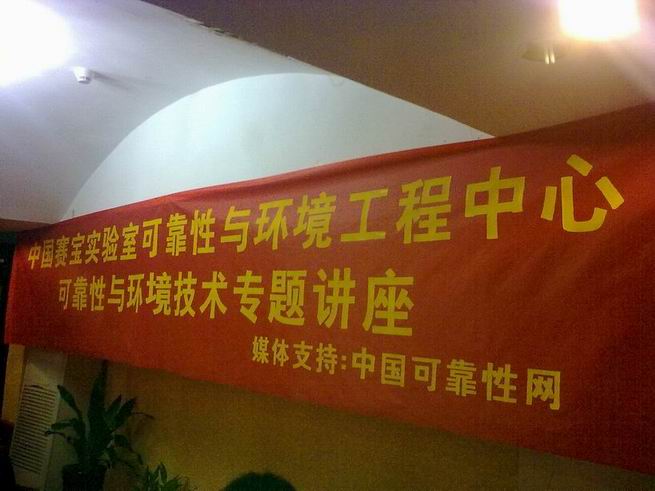 中国赛宝实验室可靠性与环境工程中心
可靠性与环境技术专题讲座
媒体支持:中国可靠性网